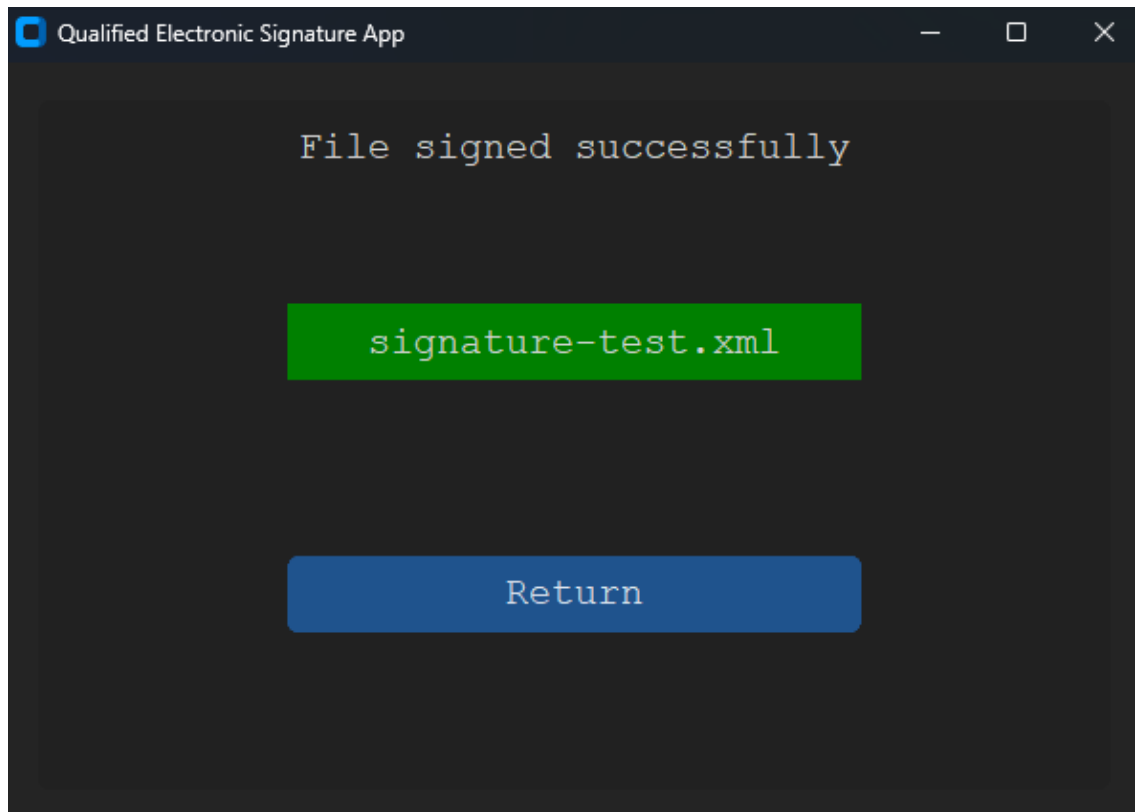 Qualified Electronic Signature App
File signed successfully
signature-test.xml
Return